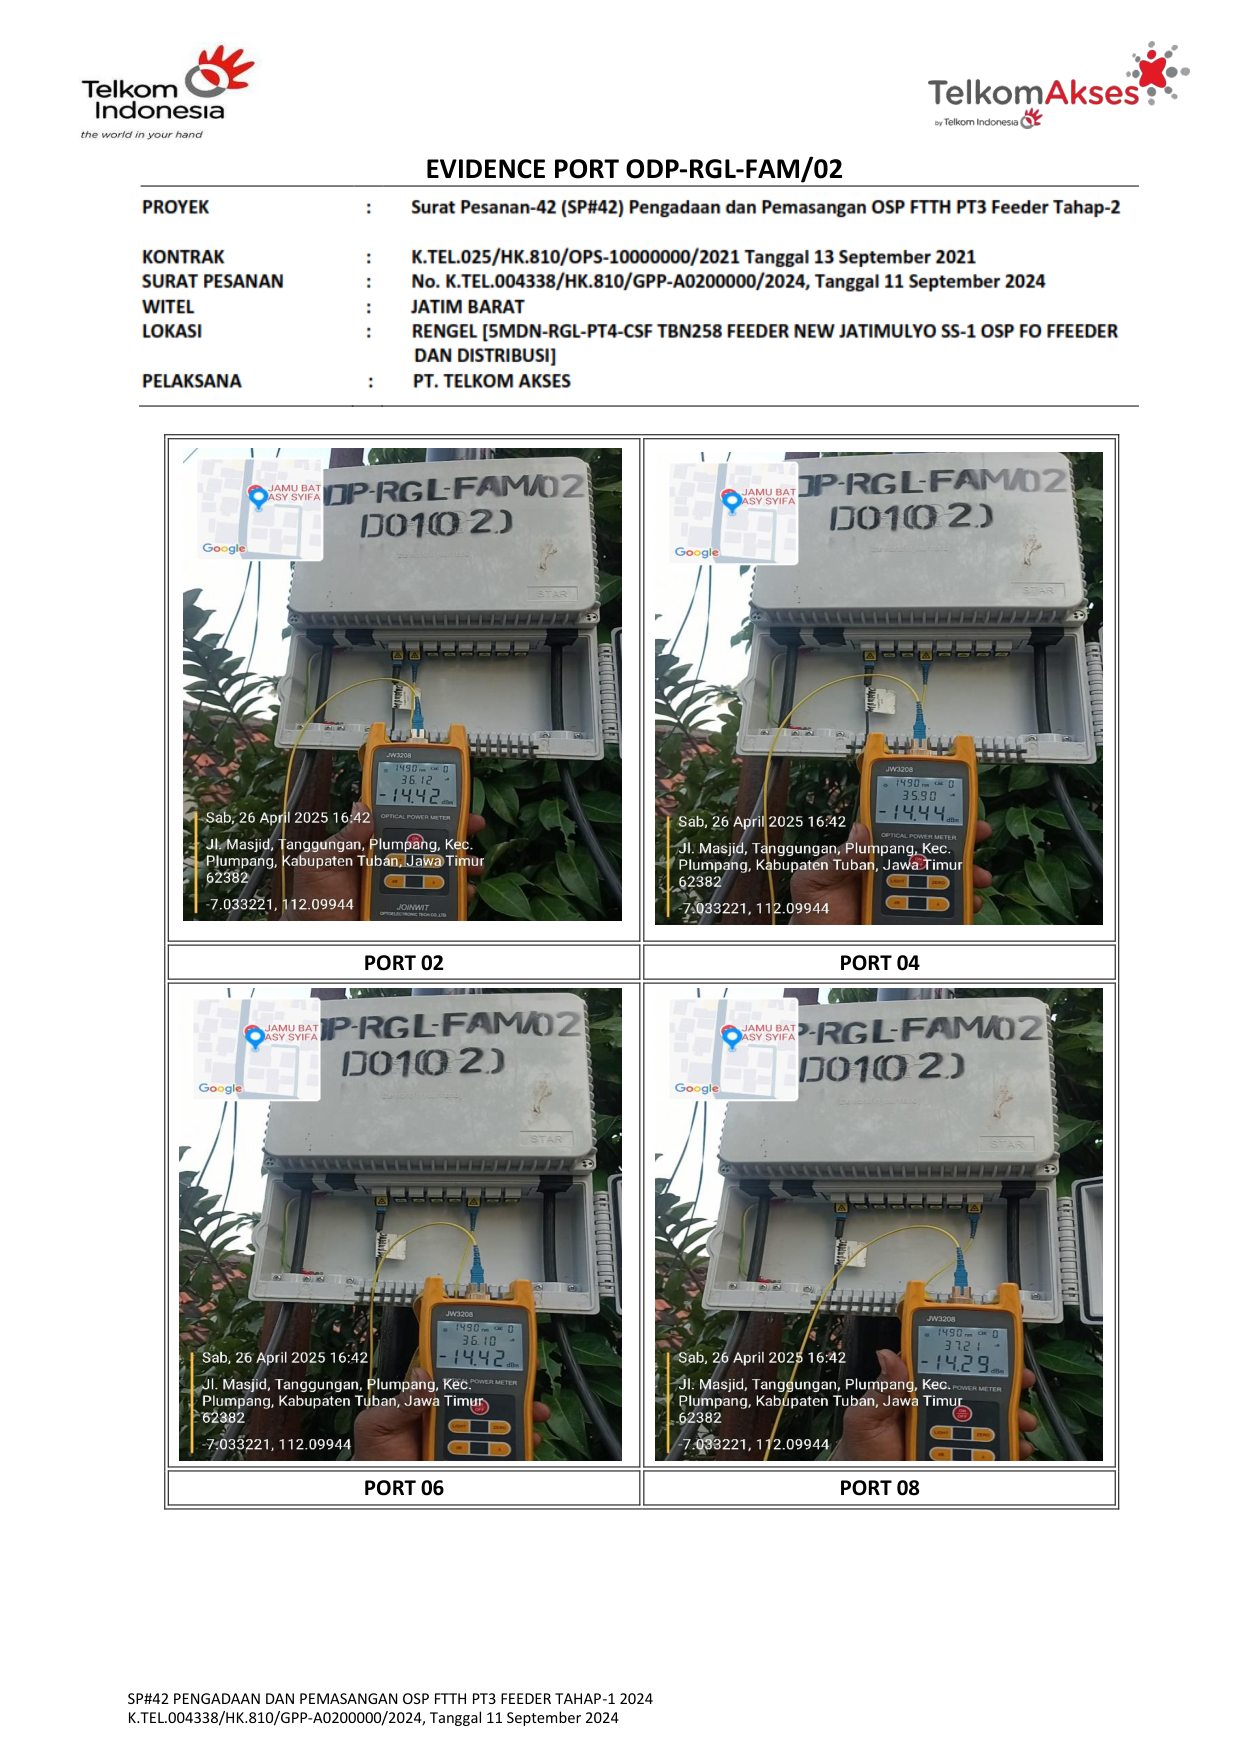 Telkom
Indonesia
the world in your hand
TelkomAkses
by Telkom Indonesia
EVIDENCE PORT ODP-RGL-FAM/02
PROYEK : Surat Pesanan-42 (SP#42) Pengadaan dan Pemasangan OSP FTTH PT3 Feeder Tahap-2
KONTRAK : K.TEL.025/HK.810/OPS-10000000/2021 Tanggal 13 September 2021
SURAT PESANAN : No. K.TEL.004338/HK.810/GPP-A0200000/2024, Tanggal 11 September 2024
WITEL : JATIM BARAT
LOKASI : RENGEL [5MDN-RGL-PT4-CSF TBN258 FEEDER NEW JATIMULYO SS-1 OSP FO FFEEDER
DAN DISTRIBUSI]
PELAKSANA : PT. TELKOM AKSES
JAMU BAT
ASY SYIFA
Google
DP-RGL-FAM/02
D01(02)
STAR
JW3208
1490 nm
36.12
-14.42 dBm
OPTICAL POWER METER
Sab, 26 April 2025 16:42
Jl. Masjid, Tanggungan, Plumpang, Kec.
Plumpang, Kabupaten Tuban, Jawa Timur
62382
-7.033221, 112.09944
JOINWIT
JAMU BAT
ASY SYIFA
Google
DP-RGL-FAM/02
D01(02)
STAR
JW3208
1490 nm
35.90
-14.44 dBm
OPTICAL POWER METER
Sab, 26 April 2025 16:42
Jl. Masjid, Tanggungan, Plumpang, Kec.
Plumpang, Kabupaten Tuban, Jawa Timur
62382
-7.033221, 112.09944
PORT 02
PORT 04
JAMU BAT
ASY SYIFA
Google
P-RGL-FAM/02
D01(02)
STAR
JW3208
1490 nm
36.10
-14.42 dBm
POWER METER
Sab, 26 April 2025 16:42
Jl. Masjid, Tanggungan, Plumpang, Kec.
Plumpang, Kabupaten Tuban, Jawa Timur
62382
-7.033221, 112.09944
JAMU BAT
ASY SYIFA
Google
P-RGL-FAM/02
D01(02)
STAR
JW3208
1490 nm
37.21
-14.29 dBm
POWER METER
Sab, 26 April 2025 16:42
Jl. Masjid, Tanggungan, Plumpang, Kec.
Plumpang, Kabupaten Tuban, Jawa Timur
62382
-7.033221, 112.09944
PORT 06
PORT 08
SP#42 PENGADAAN DAN PEMASANGAN OSP FTTH PT3 FEEDER TAHAP-1 2024
K.TEL.004338/HK.810/GPP-A0200000/2024, Tanggal 11 September 2024